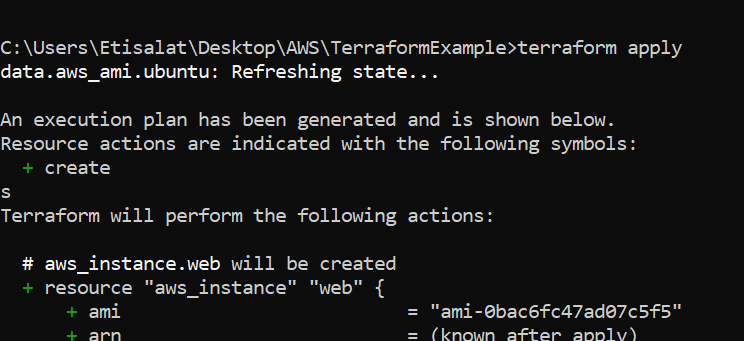 C:\Users\Etisalat\Desktop\AWS\TerraformExample>terraform apply
data.aws_ami.ubuntu: Refreshing state...
An execution plan has been generated and is shown below.
Resource actions are indicated with the following symbols:
+ create
s
Terraform will perform the following actions:
# aws_instance.web will be created
+ resource "aws_instance" "web" {
+ ami = "ami-0bac6fc47ad07c5f5"
+ arn = (known after apply)